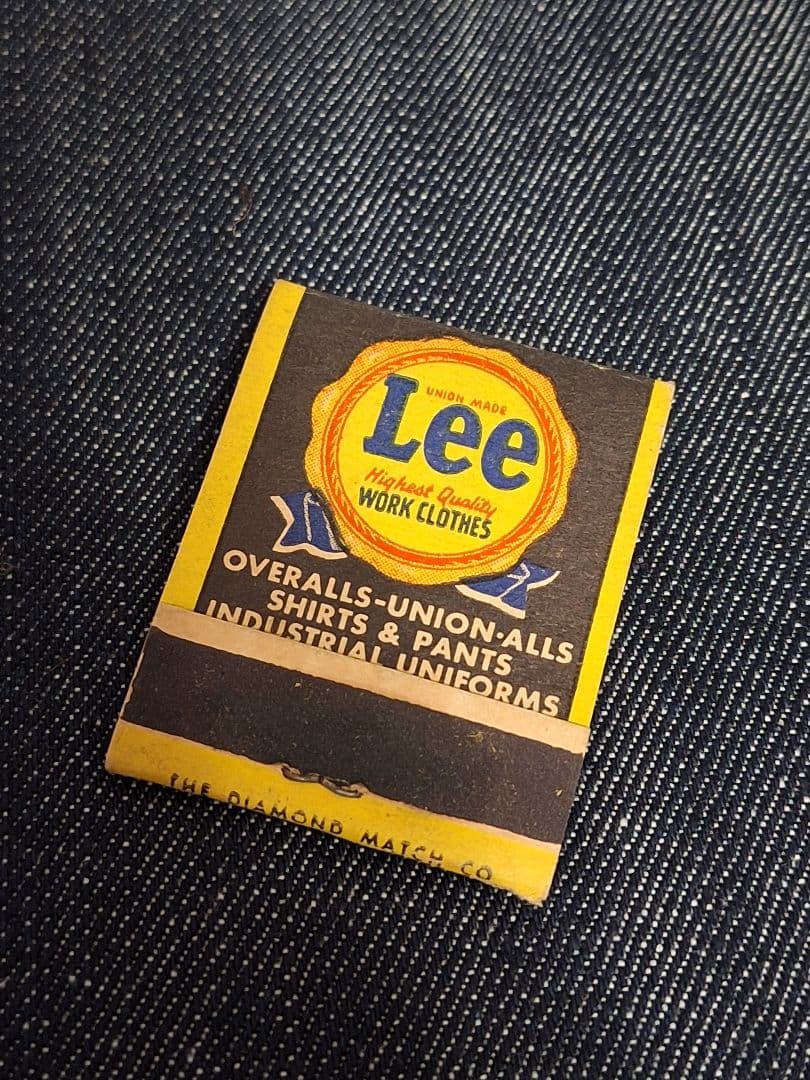 UNION MADE
Lee
Highest Quality
WORK CLOTHES
OVERALLS-UNION-ALLS
SHIRTS & PANTS
INDUSTRIAL UNIFORMS
THE DIAMOND MATCH CO